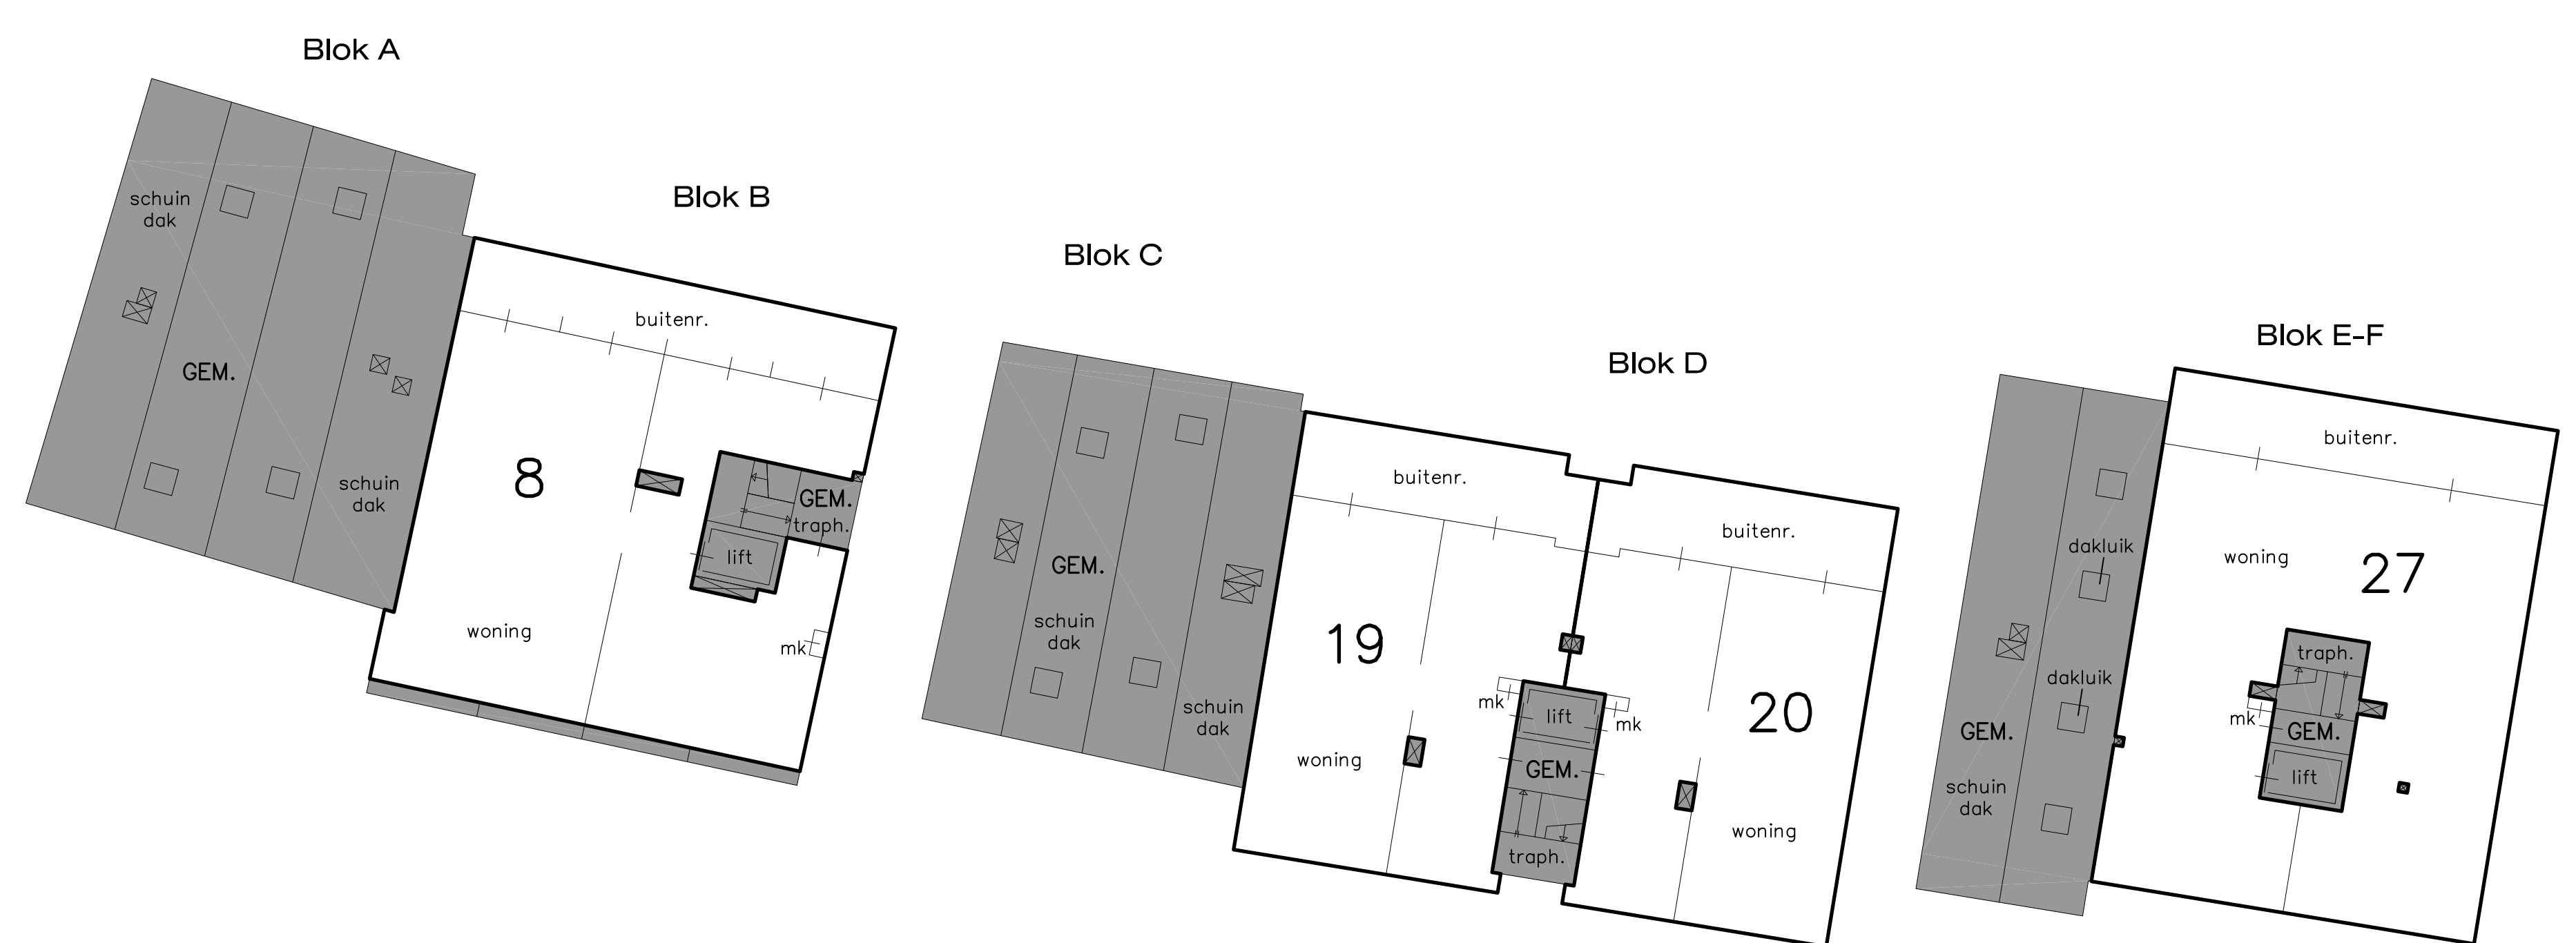 Blok A
schuin
dak
GEM.
schuin
dak
Blok B
buitenr.
8
GEM.
traph.
lift
woning
mk
Blok C
GEM.
schuin
dak
schuin
dak
Blok D
buitenr.
19
woning
mk
lift
mk
GEM.
traph.
buitenr.
20
woning
Blok E-F
dakluik
dakluik
GEM.
schuin
dak
buitenr.
woning
27
traph.
mk
GEM.
lift